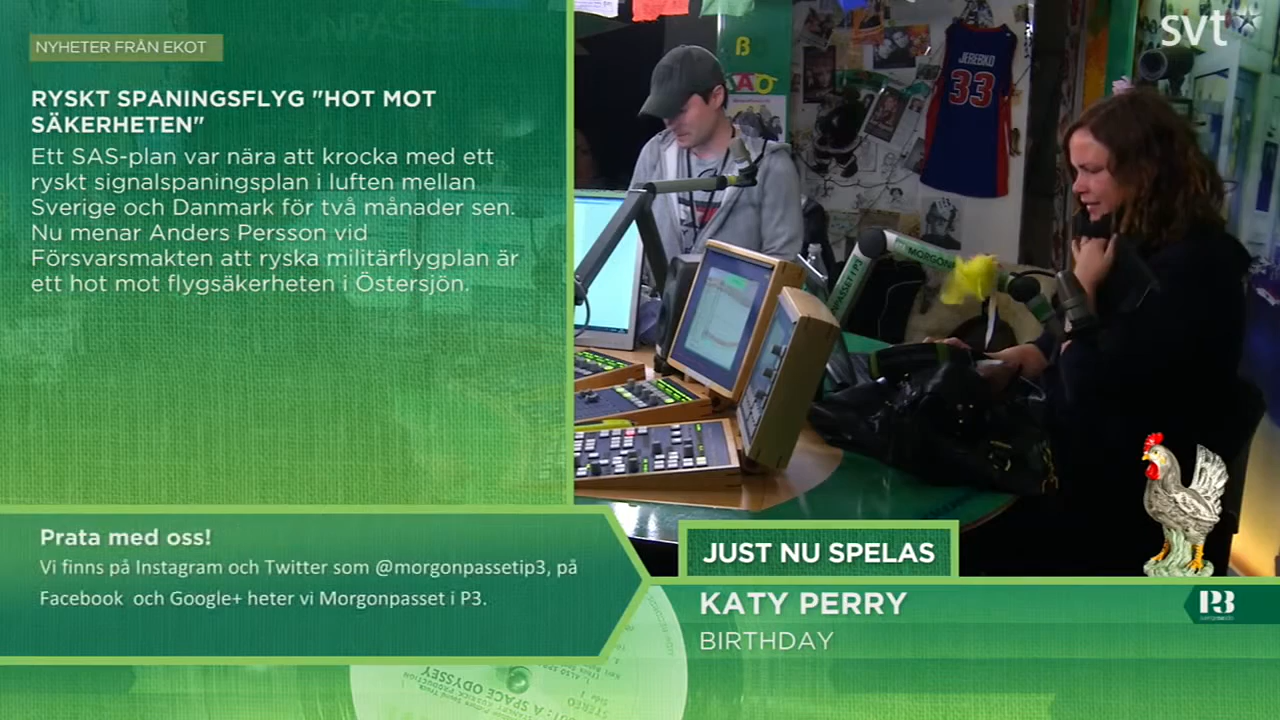 NYHETER FRÅN EKOT
RYSKT SPANINGSFLYG "HOT MOT
SÄKERHETEN"
Ett SAS-plan var nära att krocka med ett
ryskt signalspaningsplan i luften mellan
Sverige och Danmark för två månader sen.
Nu menar Anders Persson vid
Försvarsmakten att ryska militärflygplan är
ett hot mot flygsäkerheten i Östersjön.
svt
JEREBKO
33
Prata med oss!
Vi finns på Instagram och Twitter som @morgonpassetip3, på
Facebook och Google+ heter vi Morgonpasset i P3.
JUST NU SPELAS
KATY PERRY
BIRTHDAY
P3
A SPACE ODYSSEY
STEREO